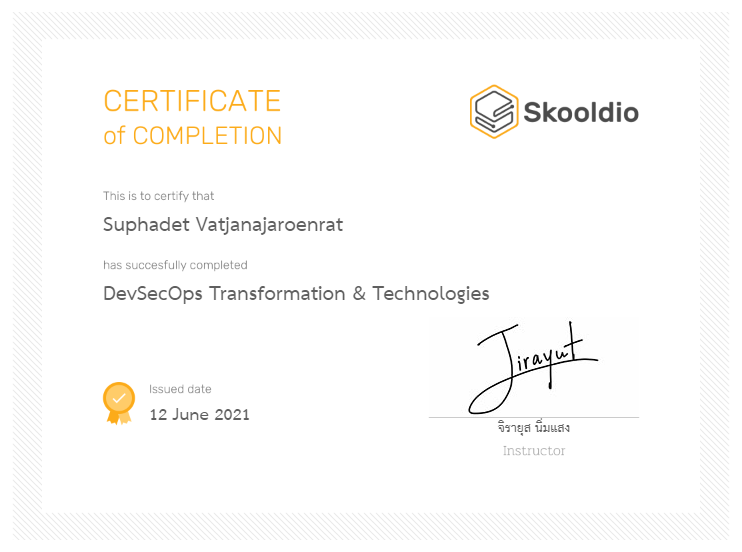 CERTIFICATE
of COMPLETION
Skooldio
This is to certify that
Suphadet Vatjanajaroenrat
has succesfully completed
DevSecOps Transformation & Technologies
Jirayut
Issued date
12 June 2021
จิรายุส นิ่มแสง
Instructor